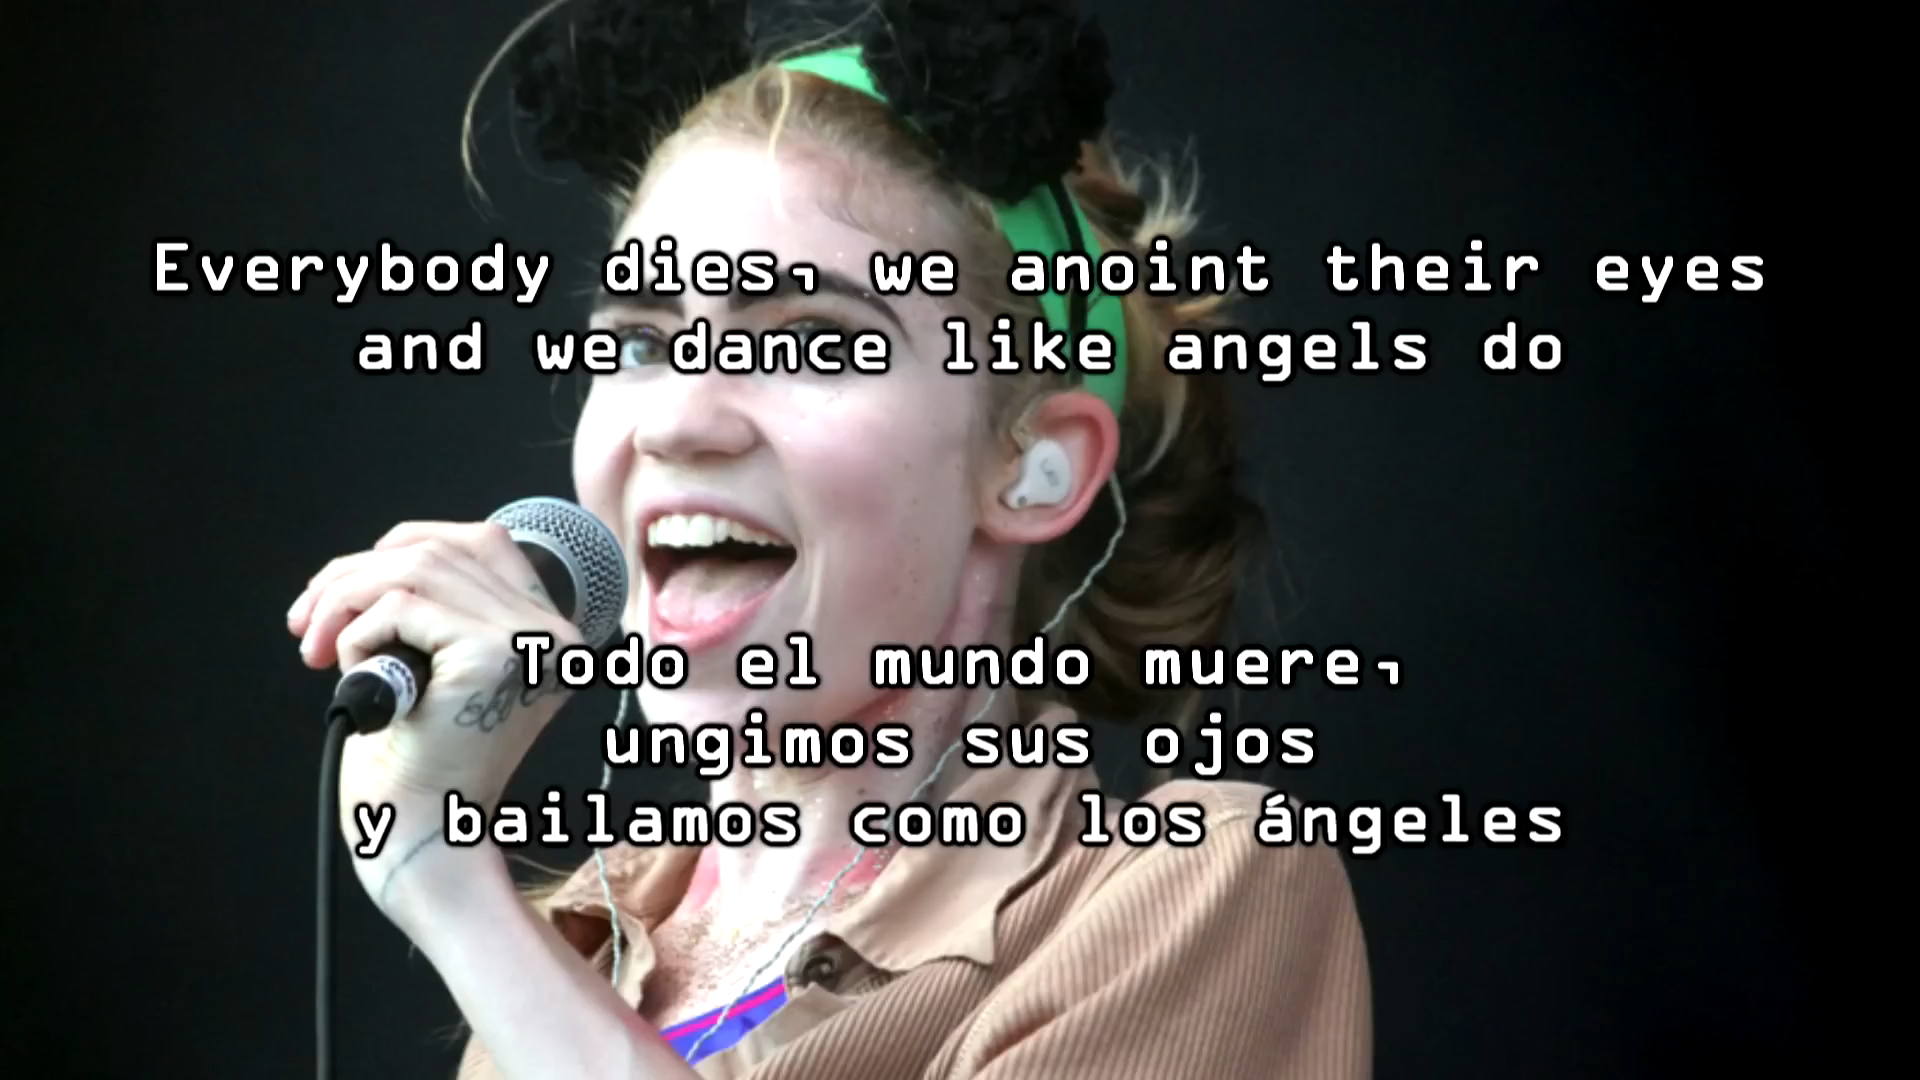 Everybody dies, we anoint their eyes
and we dance like angels do
Todo el mundo muere,
ungimos sus ojos
y bailamos como los ángeles